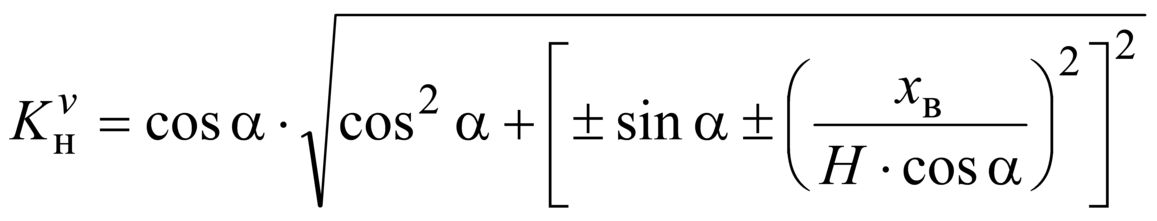 K_н^v = cos α · √(cos² α + [± sin α ± (x_в / (H · cos α))²]²)